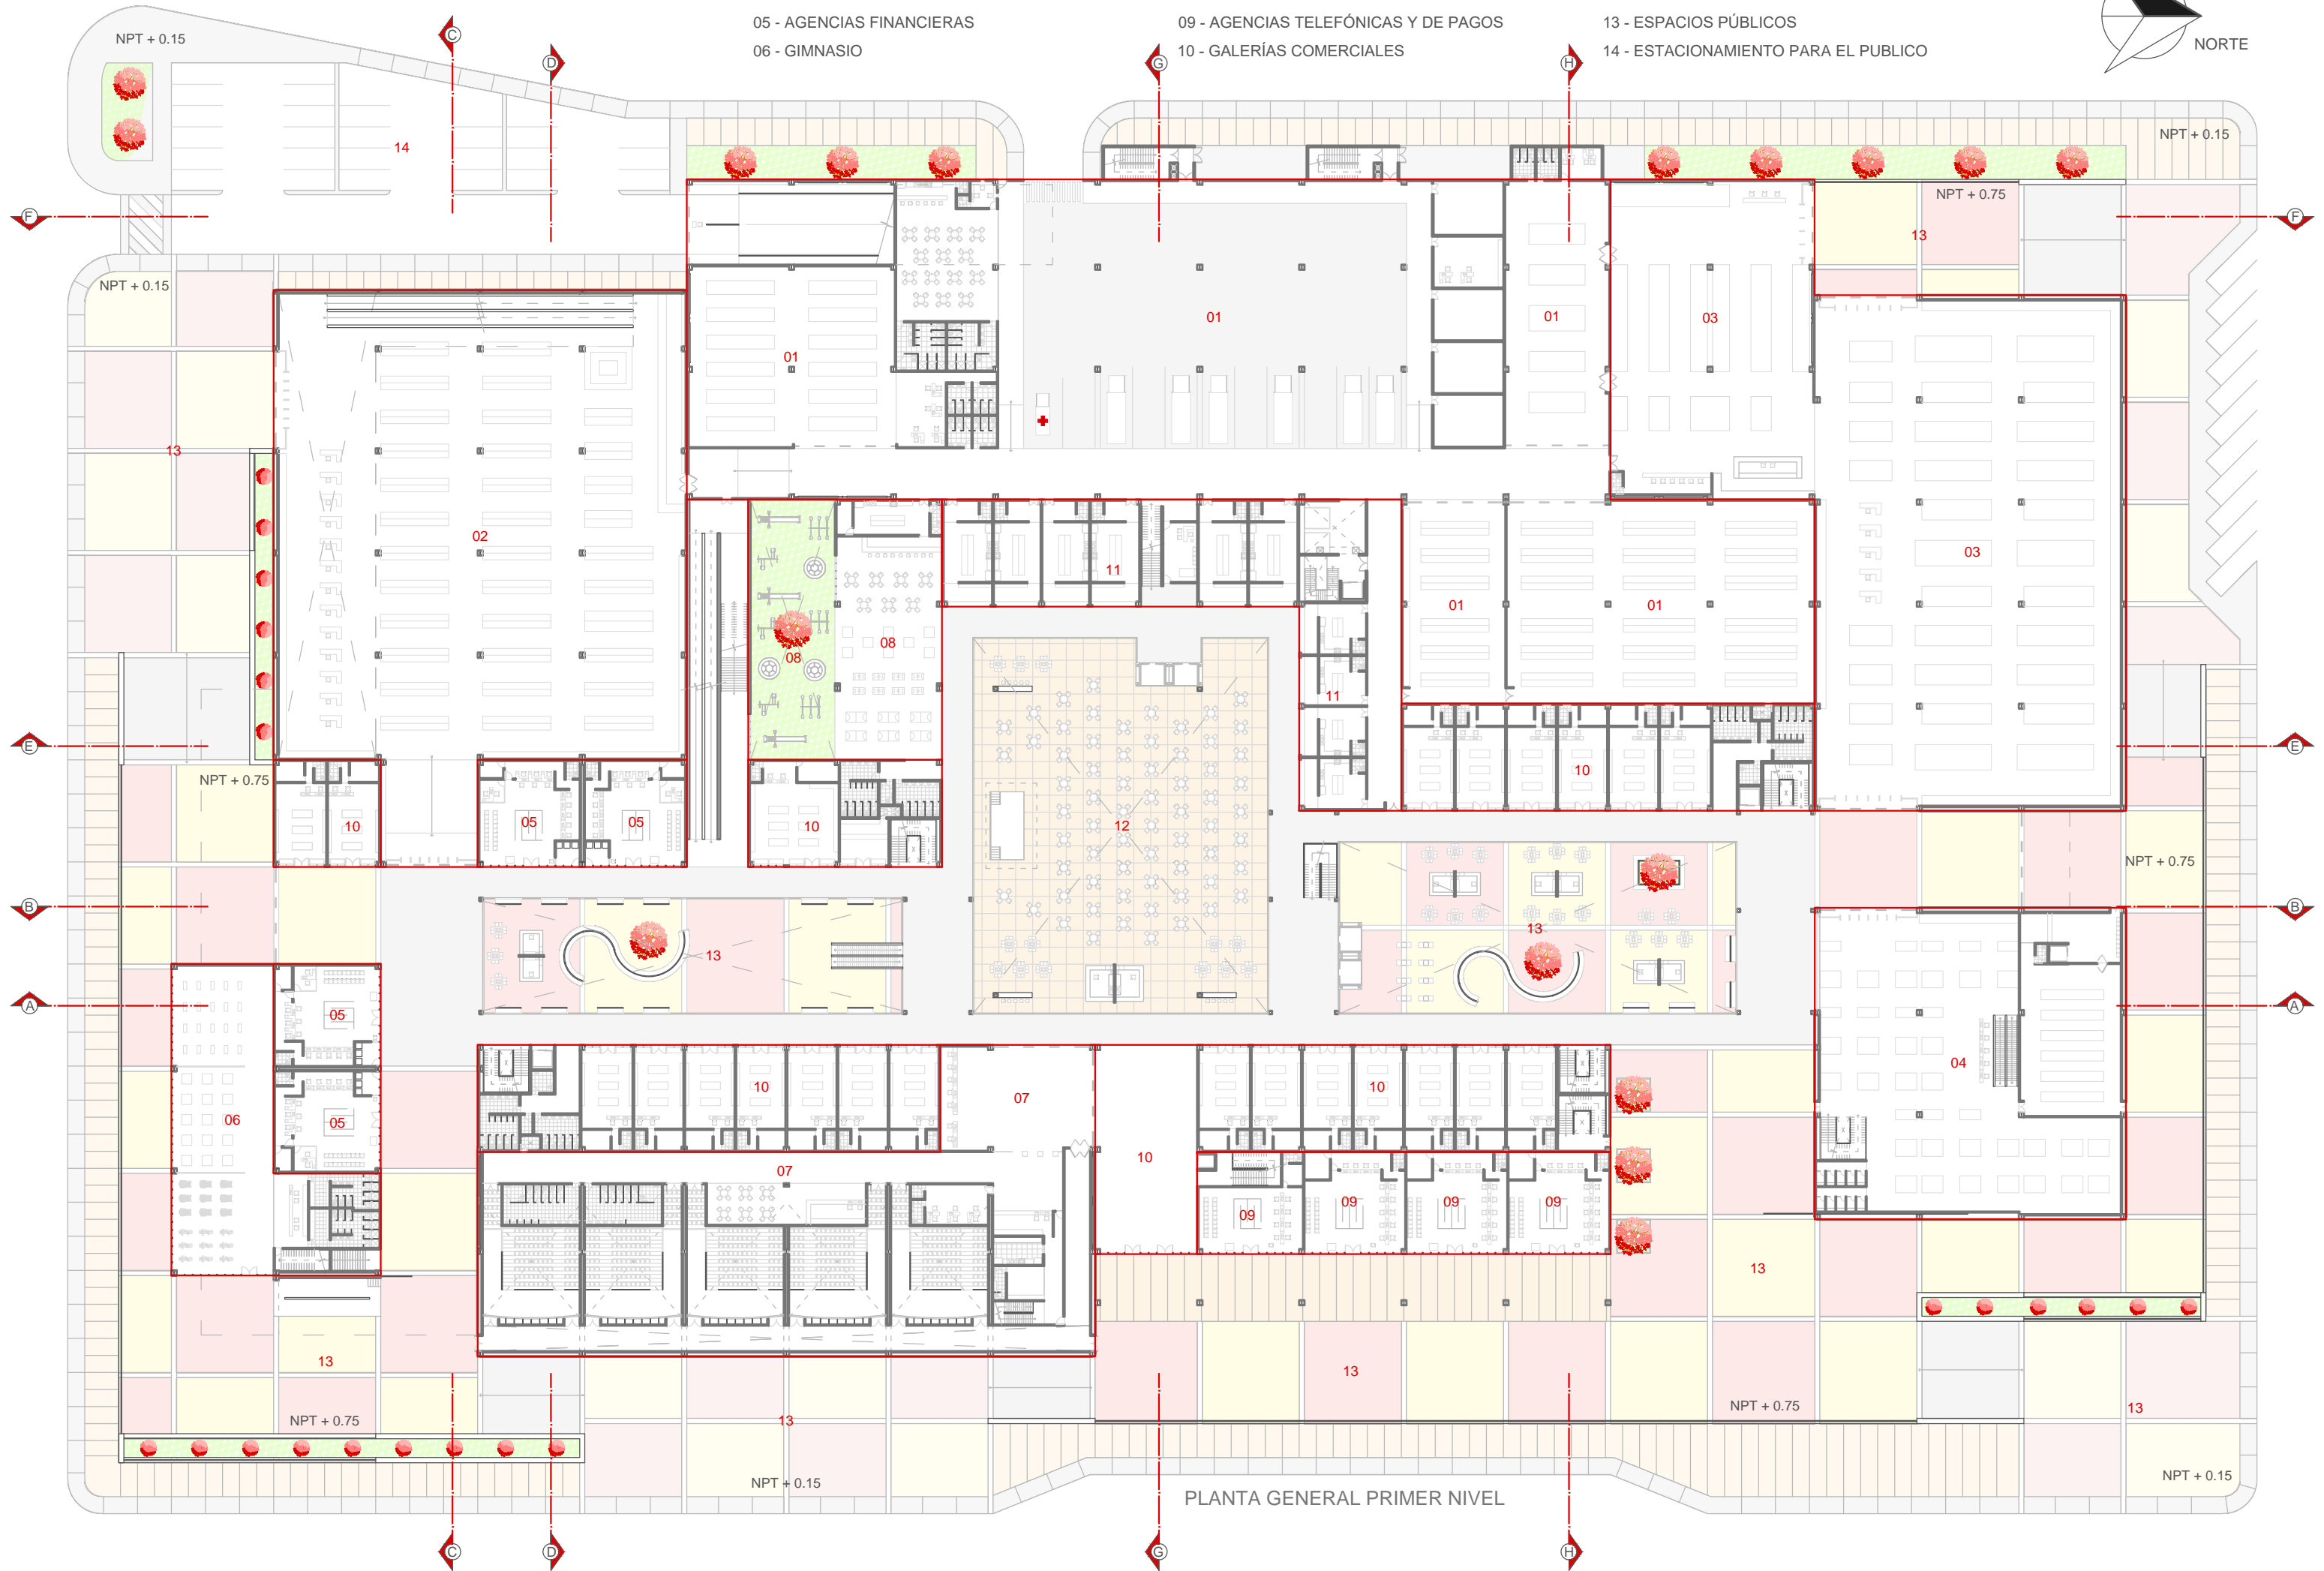 05 - AGENCIAS FINANCIERAS
09 - AGENCIAS TELEFÓNICAS Y DE PAGOS
13 - ESPACIOS PÚBLICOS
06 - GIMNASIO
10 - GALERÍAS COMERCIALES
14 - ESTACIONAMIENTO PARA EL PUBLICO
NORTE
NPT + 0.15
C
D
G
H
NPT + 0.15
14
NPT + 0.75
F
F
13
NPT + 0.15
01
01
03
01
13
02
03
11
01
01
08
08
11
E
E
NPT + 0.75
10
10
05
05
10
12
NPT + 0.75
B
B
13
13
A
A
05
04
10
10
07
06
05
10
07
09
09
09
09
13
13
13
NPT + 0.75
NPT + 0.75
13
13
NPT + 0.15
NPT + 0.15
PLANTA GENERAL PRIMER NIVEL
C
D
G
H